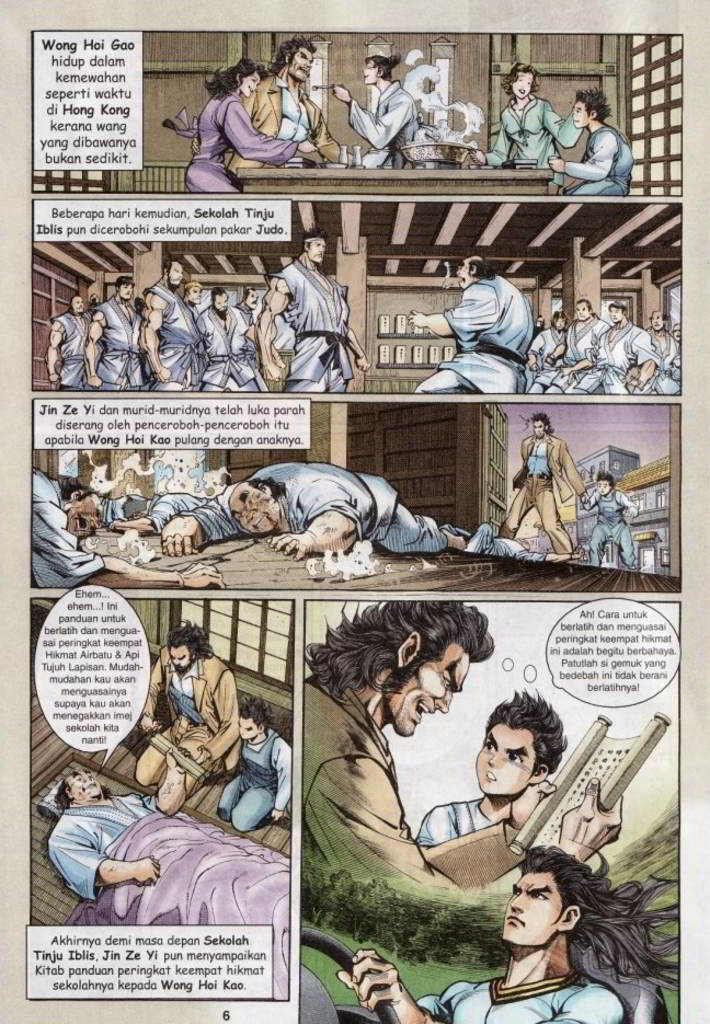 Wong Hoi Gao
hidup dalam
kemewahan
seperti waktu
di Hong Kong
kerana wang
yang dibawanya
bukan sedikit.
Beberapa hari kemudian, Sekolah Tinju
Iblis pun dicerobohi sekumpulan pakar Judo.
Jin Ze Yi dan murid-muridnya telah luka parah
diserang oleh penceroboh-penceroboh itu
apabila Wong Hoi Kao pulang dengan anaknya.
Ehem...
ehem...! Ini
panduan untuk
berlatih dan mengua-
sai peringkat keempat
Hikmat Airbatu & Api
Tujuh Lapisan. Mudah-
mudahan kau akan
menguasainya
supaya kau akan
menegakkan imej
sekolah kita
nanti!
Akhirnya demi masa depan Sekolah
Tinju Iblis, Jin Ze Yi pun menyampaikan
Kitab panduan peringkat keempat hikmat
sekolahnya kepada Wong Hoi Kao.
Ah! Cara untuk
berlatih dan menguasai
peringkat keempat hikmat
ini adalah begitu berbahaya.
Patutlah si gemuk yang
bedebah ini tidak berani
berlatihnya!
6